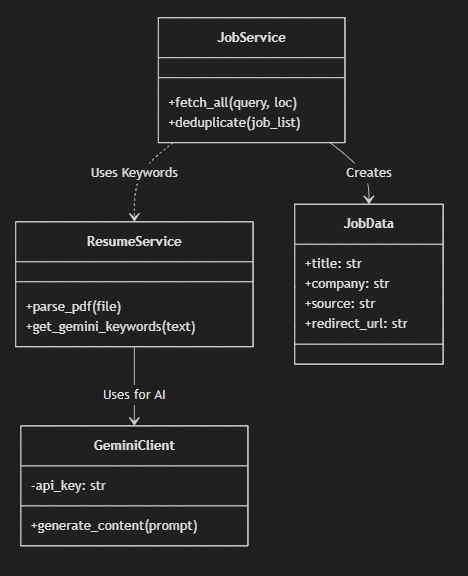 JobService
+fetch_all(query, loc)
+deduplicate(job_list)
Uses Keywords
Creates
ResumeService
+parse_pdf(file)
+get_gemini_keywords(text)
JobData
+title: str
+company: str
+source: str
+redirect_url: str
Uses for AI
GeminiClient
-api_key: str
+generate_content(prompt)